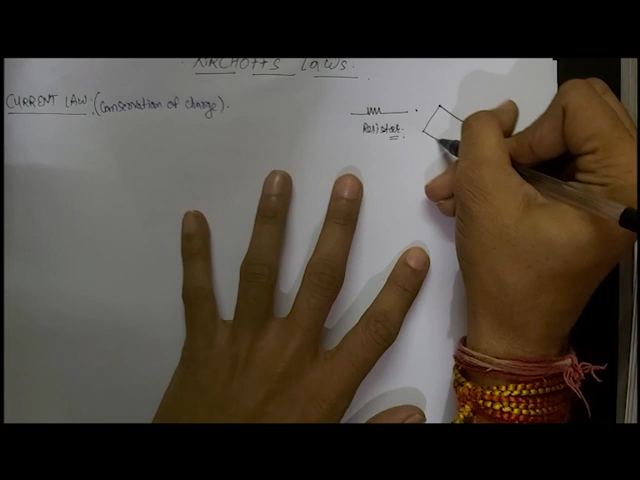 KIRCHOFFS LAWS.
CURRENT LAW. (Conservation of charge).
Resistor.